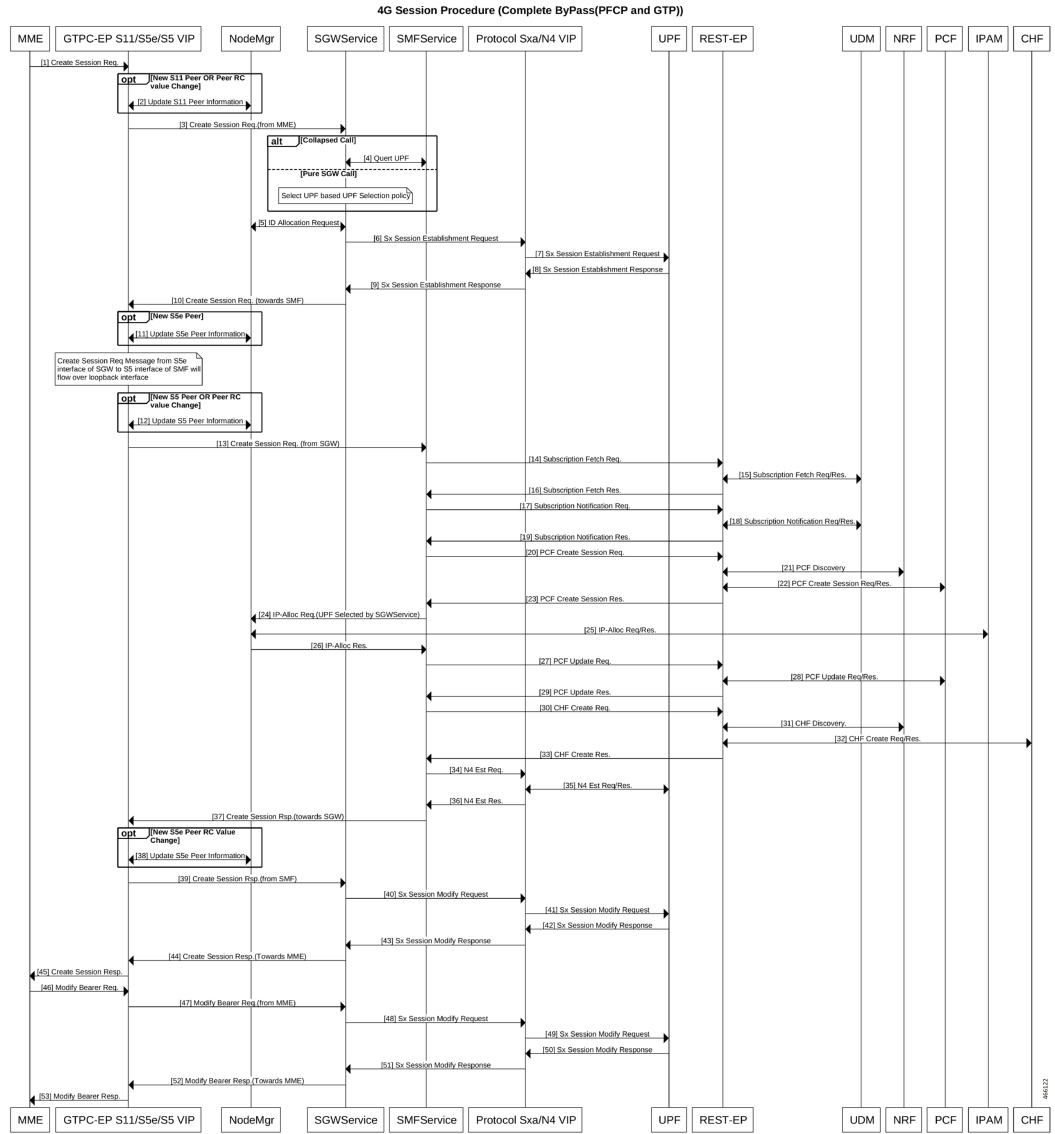 4G Session Procedure (Complete ByPass(PFCP and GTP))
MME
GTPC-EP S11/S5e/S5 VIP
NodeMgr
SGWService
SMFService
Protocol Sxa/N4 VIP
UPF
REST-EP
UDM
NRF
PCF
IPAM
CHF
[1] Create Session Req.
opt
[New S11 Peer OR Peer RC
value Change]
[2] Update S11 Peer Information
[3] Create Session Req.(from MME)
alt
[Collapsed Call]
[4] Quert UPF
[Pure SGW Call]
Select UPF based UPF Selection policy
[5] ID Allocation Request
[6] Sx Session Establishment Request
[7] Sx Session Establishment Request
[8] Sx Session Establishment Response
[9] Sx Session Establishment Response
[10] Create Session Req. (towards SMF)
opt
[New S5e Peer]
[11] Update S5e Peer Information
Create Session Req Message from S5e
interface of SGW to S5 interface of SMF will
flow over loopback interface
opt
[New S5 Peer OR Peer RC
value Change]
[12] Update S5 Peer Information
[13] Create Session Req. (from SGW)
[14] Subscription Fetch Req.
[15] Subscription Fetch Req/Res.
[16] Subscription Fetch Res.
[17] Subscription Notification Req.
[18] Subscription Notification Req/Res.
[19] Subscription Notification Res.
[20] PCF Create Session Req.
[21] PCF Discovery
[22] PCF Create Session Req/Res.
[23] PCF Create Session Res.
[24] IP-Alloc Req.(UPF Selected by SGWService)
[25] IP-Alloc Req/Res.
[26] IP-Alloc Res.
[27] PCF Update Req.
[28] PCF Update Req/Res.
[29] PCF Update Res.
[30] CHF Create Req.
[31] CHF Discovery.
[32] CHF Create Req/Res.
[33] CHF Create Res.
[34] N4 Est Req.
[35] N4 Est Req/Res.
[36] N4 Est Res.
[37] Create Session Rsp.(towards SGW)
opt
[New S5e Peer RC Value
Change]
[38] Update S5e Peer Information
[39] Create Session Rsp.(from SMF)
[40] Sx Session Modify Request
[41] Sx Session Modify Request
[42] Sx Session Modify Response
[43] Sx Session Modify Response
[44] Create Session Resp.(Towards MME)
[45] Create Session Resp.
[46] Modify Bearer Req.
[47] Modify Bearer Req.(from MME)
[48] Sx Session Modify Request
[49] Sx Session Modify Request
[50] Sx Session Modify Response
[51] Sx Session Modify Response
[52] Modify Bearer Resp.(Towards MME)
[53] Modify Bearer Resp.
466122
MME
GTPC-EP S11/S5e/S5 VIP
NodeMgr
SGWService
SMFService
Protocol Sxa/N4 VIP
UPF
REST-EP
UDM
NRF
PCF
IPAM
CHF